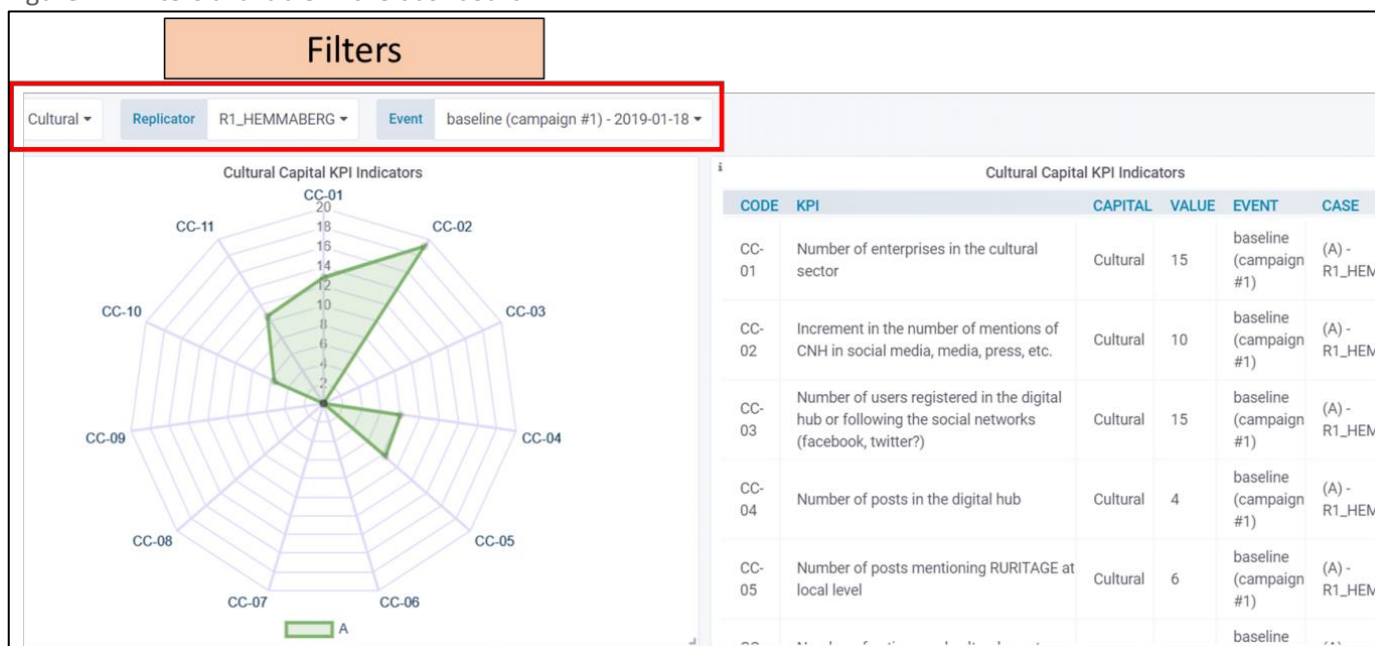 Filters
Cultural
Replicator R1_HEMMABERG
Event baseline (campaign #1) - 2019-01-18
Cultural Capital KPI Indicators
CC-01
CC-02
CC-03
CC-04
CC-05
CC-06
CC-07
CC-08
CC-09
CC-10
CC-11
20
18
16
14
12
10
8
6
4
2
A
i
Cultural Capital KPI Indicators
CODE KPI CAPITAL VALUE EVENT CASE
CC-01 Number of enterprises in the cultural sector Cultural 15 baseline (campaign #1) (A) - R1_HEM
CC-02 Increment in the number of mentions of CNH in social media, media, press, etc. Cultural 10 baseline (campaign #1) (A) - R1_HEM
CC-03 Number of users registered in the digital hub or following the social networks (facebook, twitter?) Cultural 15 baseline (campaign #1) (A) - R1_HEM
CC-04 Number of posts in the digital hub Cultural 4 baseline (campaign #1) (A) - R1_HEM
CC-05 Number of posts mentioning RURITAGE at local level Cultural 6 baseline (campaign #1) (A) - R1_HEM
baseline